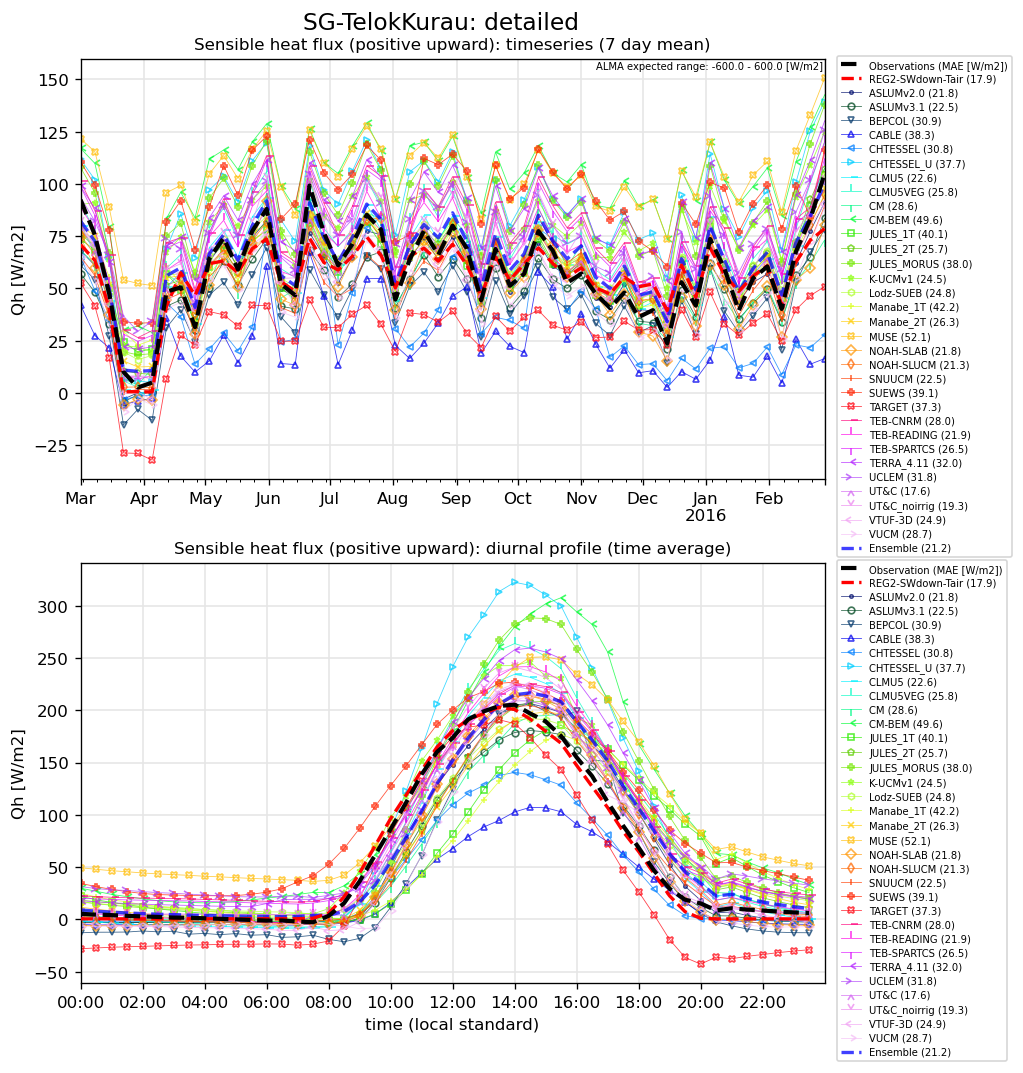 SG-TelokKurau: detailed
Sensible heat flux (positive upward): timeseries (7 day mean)
ALMA expected range: -600.0 - 600.0 [W/m2]
Qh [W/m2]
150
125
100
75
50
25
0
−25
Mar Apr May Jun Jul Aug Sep Oct Nov Dec Jan Feb
2016
Observations (MAE [W/m2])
REG2-SWdown-Tair (17.9)
ASLUMv2.0 (21.8)
ASLUMv3.1 (22.5)
BEPCOL (30.9)
CABLE (38.3)
CHTESSEL (30.8)
CHTESSEL_U (37.7)
CLMU5 (22.6)
CLMU5VEG (25.8)
CM (28.6)
CM-BEM (49.6)
JULES_1T (40.1)
JULES_2T (25.7)
JULES_MORUS (38.0)
K-UCMv1 (24.5)
Lodz-SUEB (24.8)
Manabe_1T (42.2)
Manabe_2T (26.3)
MUSE (52.1)
NOAH-SLAB (21.8)
NOAH-SLUCM (21.3)
SNUUCM (22.5)
SUEWS (39.1)
TARGET (37.3)
TEB-CNRM (28.0)
TEB-READING (21.9)
TEB-SPARTCS (26.5)
TERRA_4.11 (32.0)
UCLEM (31.8)
UT&C (17.6)
UT&C_noirrig (19.3)
VTUF-3D (24.9)
VUCM (28.7)
Ensemble (21.2)
Sensible heat flux (positive upward): diurnal profile (time average)
Qh [W/m2]
300
250
200
150
100
50
0
−50
00:00 02:00 04:00 06:00 08:00 10:00 12:00 14:00 16:00 18:00 20:00 22:00
time (local standard)
Observation (MAE [W/m2])
REG2-SWdown-Tair (17.9)
ASLUMv2.0 (21.8)
ASLUMv3.1 (22.5)
BEPCOL (30.9)
CABLE (38.3)
CHTESSEL (30.8)
CHTESSEL_U (37.7)
CLMU5 (22.6)
CLMU5VEG (25.8)
CM (28.6)
CM-BEM (49.6)
JULES_1T (40.1)
JULES_2T (25.7)
JULES_MORUS (38.0)
K-UCMv1 (24.5)
Lodz-SUEB (24.8)
Manabe_1T (42.2)
Manabe_2T (26.3)
MUSE (52.1)
NOAH-SLAB (21.8)
NOAH-SLUCM (21.3)
SNUUCM (22.5)
SUEWS (39.1)
TARGET (37.3)
TEB-CNRM (28.0)
TEB-READING (21.9)
TEB-SPARTCS (26.5)
TERRA_4.11 (32.0)
UCLEM (31.8)
UT&C (17.6)
UT&C_noirrig (19.3)
VTUF-3D (24.9)
VUCM (28.7)
Ensemble (21.2)